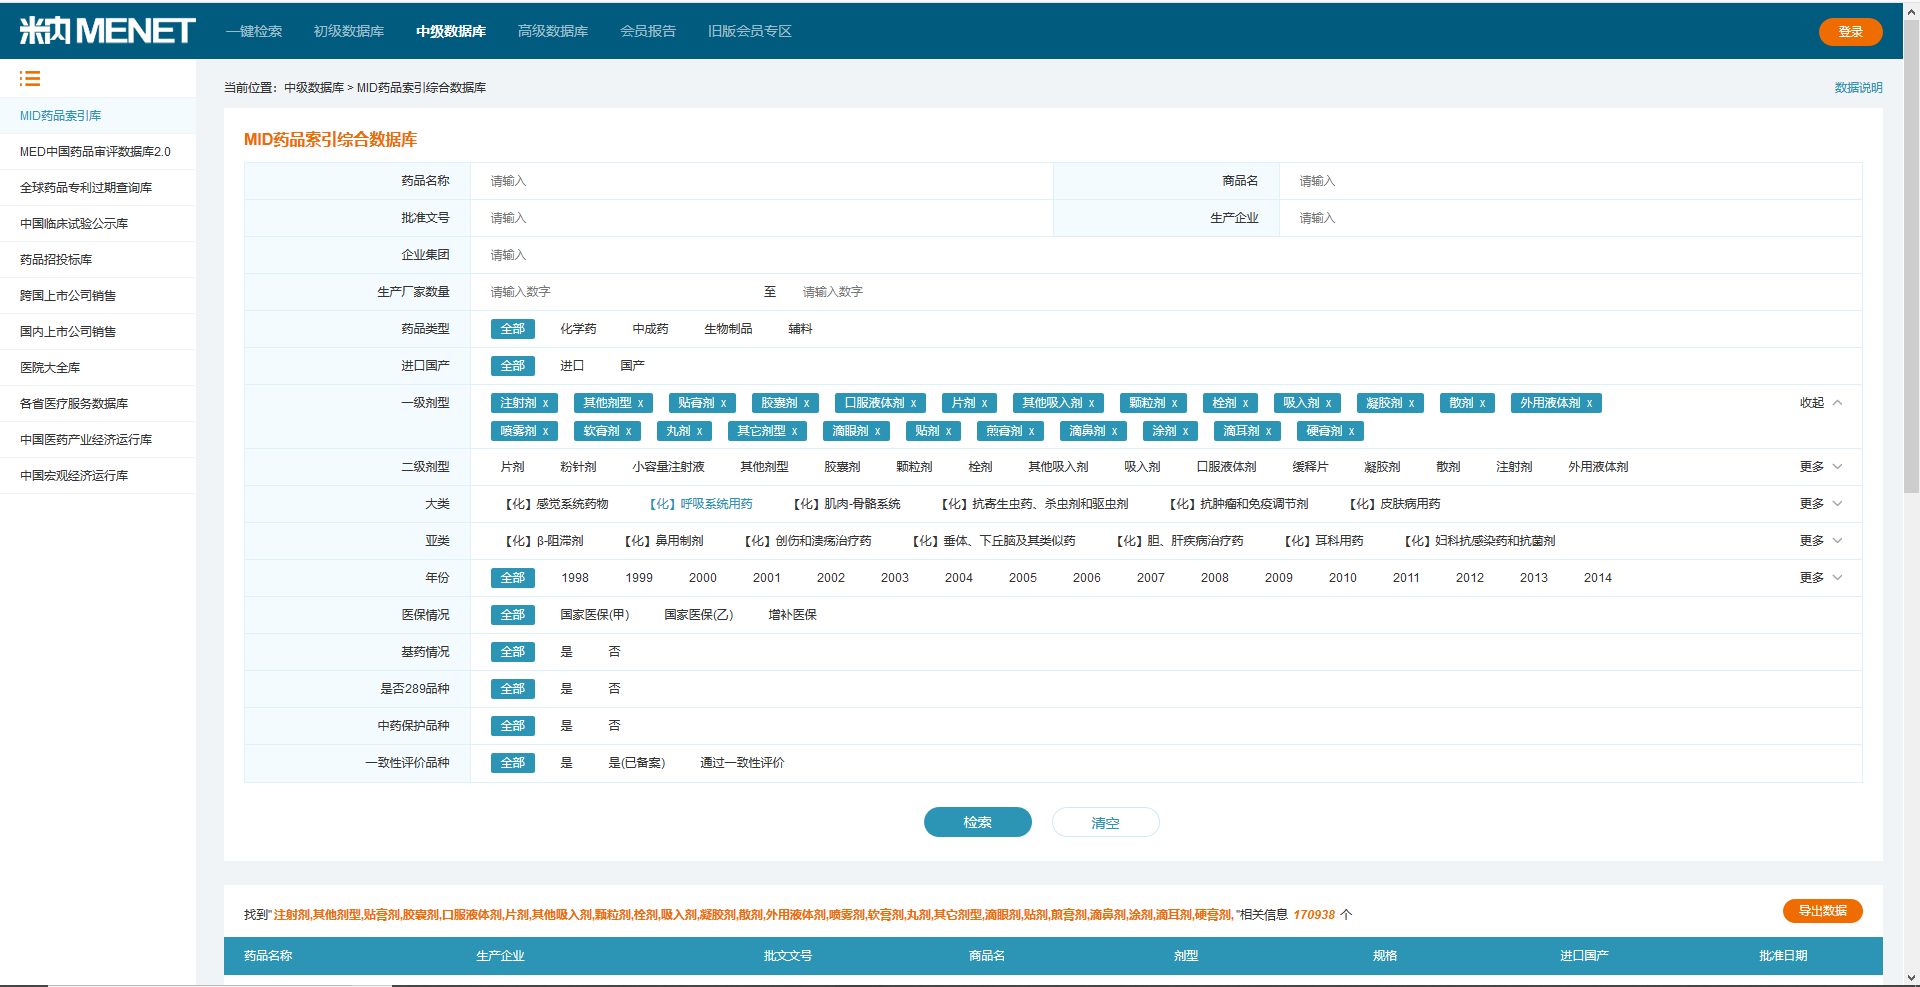 米内MENET 一键检索 初级数据库 中级数据库 高级数据库 会员报告 旧版会员专区 登录
当前位置：中级数据库 > MID药品索引综合数据库 数据说明
MID药品索引库
MED中国药品审评数据库2.0
全球药品专利过期查询库
中国临床试验公示库
药品招投标库
跨国上市公司销售
国内上市公司销售
医院大全库
各省医疗服务数据库
中国医药产业经济运行库
中国宏观经济运行库
MID药品索引综合数据库
药品名称 请输入 商品名 请输入
批准文号 请输入 生产企业 请输入
企业集团 请输入
生产厂家数量 请输入数字 至 请输入数字
药品类型 全部 化学药 中成药 生物制品 辅料
进口国产 全部 进口 国产
一级剂型 注射剂 x 其他剂型 x 贴膏剂 x 胶囊剂 x 口服液体剂 x 片剂 x 其他吸入剂 x 颗粒剂 x 栓剂 x 吸入剂 x 凝胶剂 x 散剂 x 外用液体剂 x 收起
喷雾剂 x 软膏剂 x 丸剂 x 其它剂型 x 滴眼剂 x 贴剂 x 煎膏剂 x 滴鼻剂 x 涂剂 x 滴耳剂 x 硬膏剂 x
二级剂型 片剂 粉针剂 小容量注射液 其他剂型 胶囊剂 颗粒剂 栓剂 其他吸入剂 吸入剂 口服液体剂 缓释片 凝胶剂 散剂 注射剂 外用液体剂 更多
大类 【化】感觉系统药物 【化】呼吸系统用药 【化】肌肉-骨骼系统 【化】抗寄生虫药、杀虫剂和驱虫剂 【化】抗肿瘤和免疫调节剂 【化】皮肤病用药 更多
亚类 【化】β-阻滞剂 【化】鼻用制剂 【化】创伤和溃疡治疗药 【化】垂体、下丘脑及其类似药 【化】胆、肝疾病治疗药 【化】耳科用药 【化】妇科抗感染药和抗菌剂 更多
年份 全部 1998 1999 2000 2001 2002 2003 2004 2005 2006 2007 2008 2009 2010 2011 2012 2013 2014 更多
医保情况 全部 国家医保(甲) 国家医保(乙) 增补医保
基药情况 全部 是 否
是否289品种 全部 是 否
中药保护品种 全部 是 否
一致性评价品种 全部 是 是(已备案) 通过一致性评价
检索 清空
找到"注射剂,其他剂型,贴膏剂,胶囊剂,口服液体剂,片剂,其他吸入剂,颗粒剂,栓剂,吸入剂,凝胶剂,散剂,外用液体剂,喷雾剂,软膏剂,丸剂,其它剂型,滴眼剂,贴剂,煎膏剂,滴鼻剂,涂剂,滴耳剂,硬膏剂,"相关信息 170938 个 导出数据
药品名称 生产企业 批文文号 商品名 剂型 规格 进口国产 批准日期